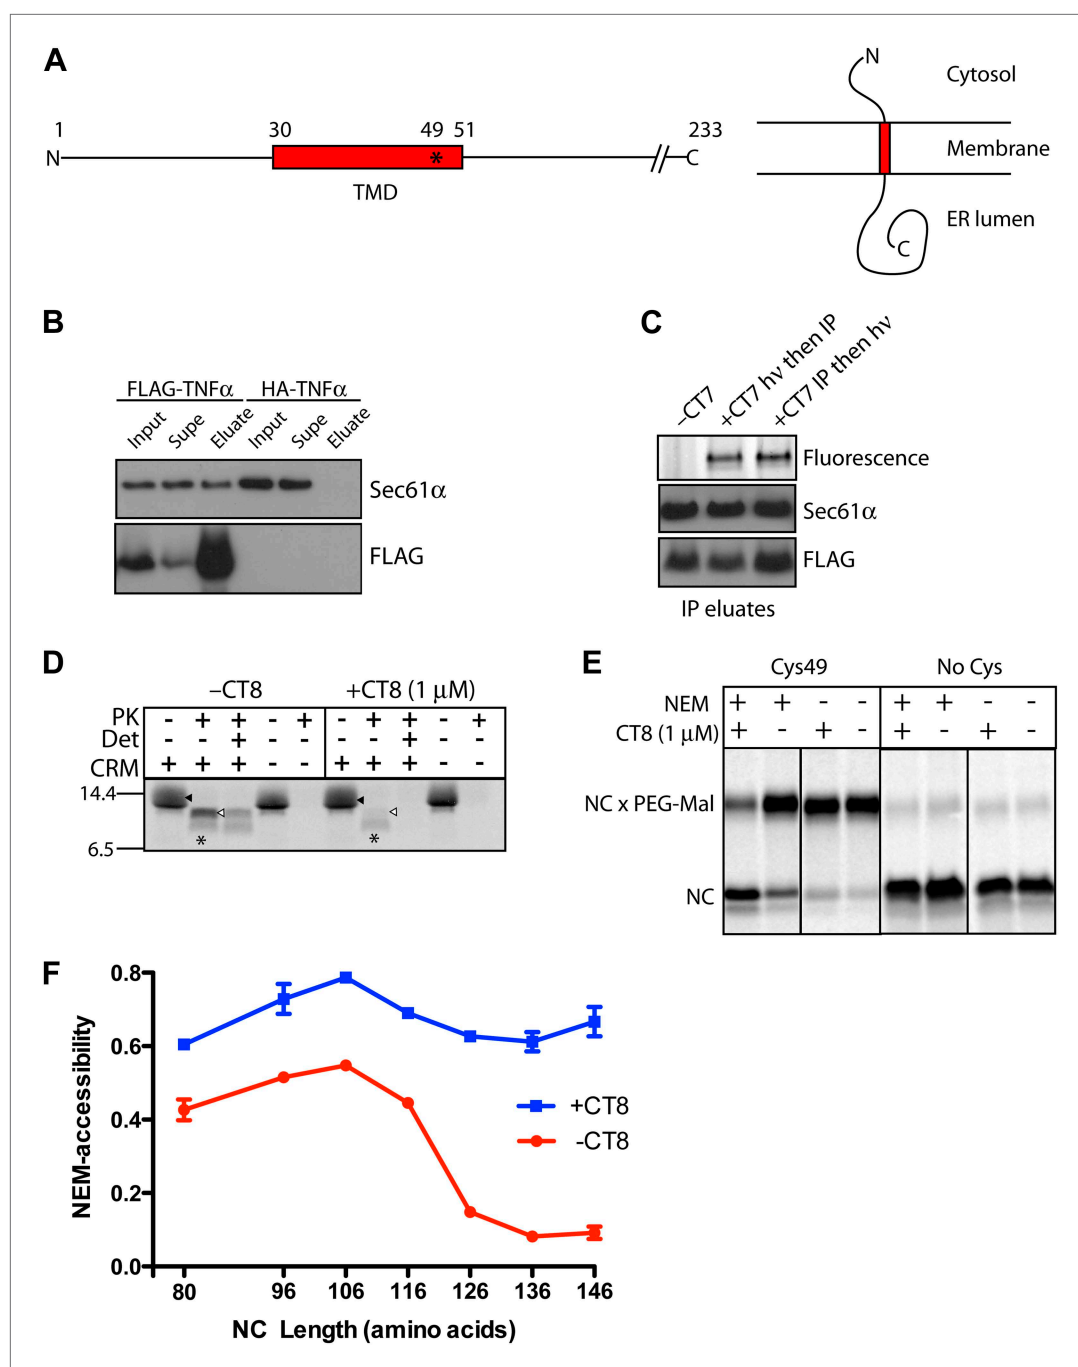 A
1
30
49
51
233
N
*
C
TMD
N
Cytosol
Membrane
ER lumen
C
B
FLAG-TNFα HA-TNFα
Input Supe Eluate Input Supe Eluate
Sec61α
FLAG
C
–CT7 +CT7 hν then IP +CT7 IP then hν
Fluorescence
Sec61α
FLAG
IP eluates
D
–CT8 +CT8 (1 μM)
PK - + + - + - + + - +
Det - - + - - - - + - -
CRM + + + - - + + + - -
14.4
6.5
* *
E
Cys49 No Cys
NEM + + - - + + - -
CT8 (1 μM) + - + - + - + -
NC x PEG-Mal
NC
F
NEM-accessibility
0.8
0.6
0.4
0.2
0.0
+CT8
-CT8
80 96 106 116 126 136 146
NC Length (amino acids)